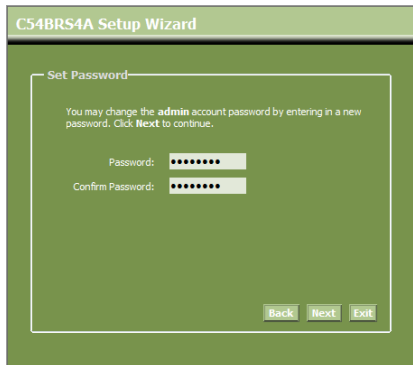 C54BRS4A Setup Wizard
Set Password
You may change the admin account password by entering in a new
password. Click Next to continue.
Password: ••••••••
Confirm Password: ••••••••
Back Next Exit